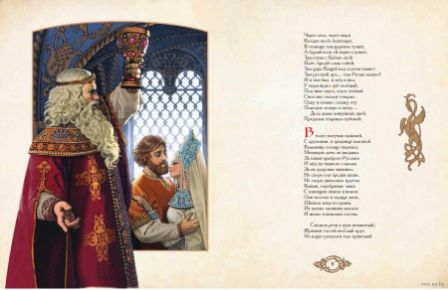 Через леса, через моря
Колдун несёт богатыря;
В темнице там царевна тужит,
А бурый волк ей верно служит;
Там ступа с Бабою Ягой
Идёт, бредёт сама собой;
Там царь Кащей над златом чахнет;
Там русский дух... там Русью пахнет!
И там я был, и мёд я пил;
У моря видел дуб зелёный;
Под ним сидел, и кот учёный
Свои мне сказки говорил.
Одну я помню: сказку эту
Поведаю теперь я свету...
Дела давно минувших дней,
Преданья старины глубокой.
В толпе могучих сыновей,
С друзьями, в гриднице высокой
Владимир-солнце пировал;
Меньшую дочь он выдавал
За князя храброго Руслана
И мёд из тяжкого стакана
За их здоровье выпивал.
Не скоро ели предки наши,
Не скоро двигались кругом
Ковши, серебряные чаши
С кипящим пивом и вином.
Они веселье в сердце лили,
Шипела пена по краям,
Их важно чашники носили
И низко кланялись гостям.
Слилися речи в шум невнятный;
Жужжит гостей весёлый круг;
Но вдруг раздался глас приятный